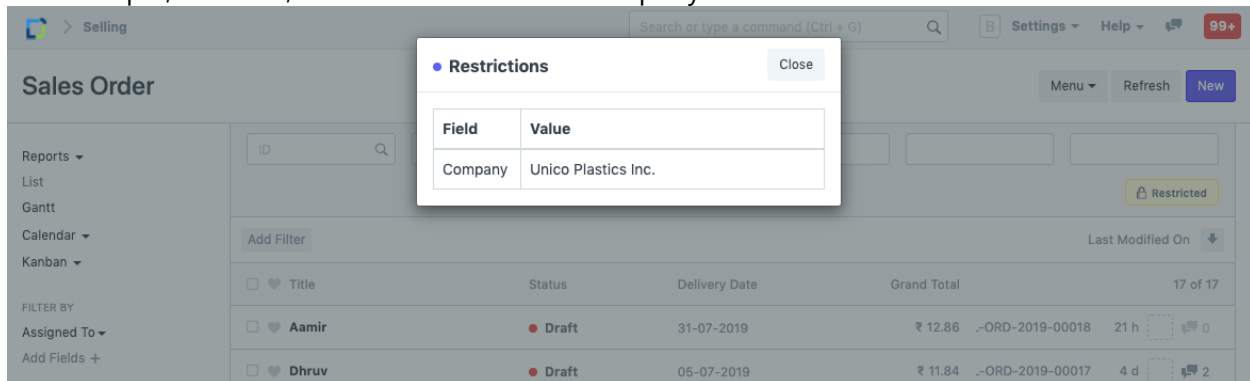 Selling
Search or type a command (Ctrl + G)
B Settings Help 99+
Restrictions
Close
Sales Order
Menu Refresh New
Field Value
Company Unico Plastics Inc.
Reports
List
Gantt
Calendar
Kanban
FILTER BY
Assigned To
Add Fields +
ID
Restricted
Add Filter
Last Modified On
Title Status Delivery Date Grand Total 17 of 17
Aamir Draft 31-07-2019 ₹ 12.86 ..-ORD-2019-00018 21 h 0
Dhruv Draft 05-07-2019 ₹ 11.84 ..-ORD-2019-00017 4 d 2